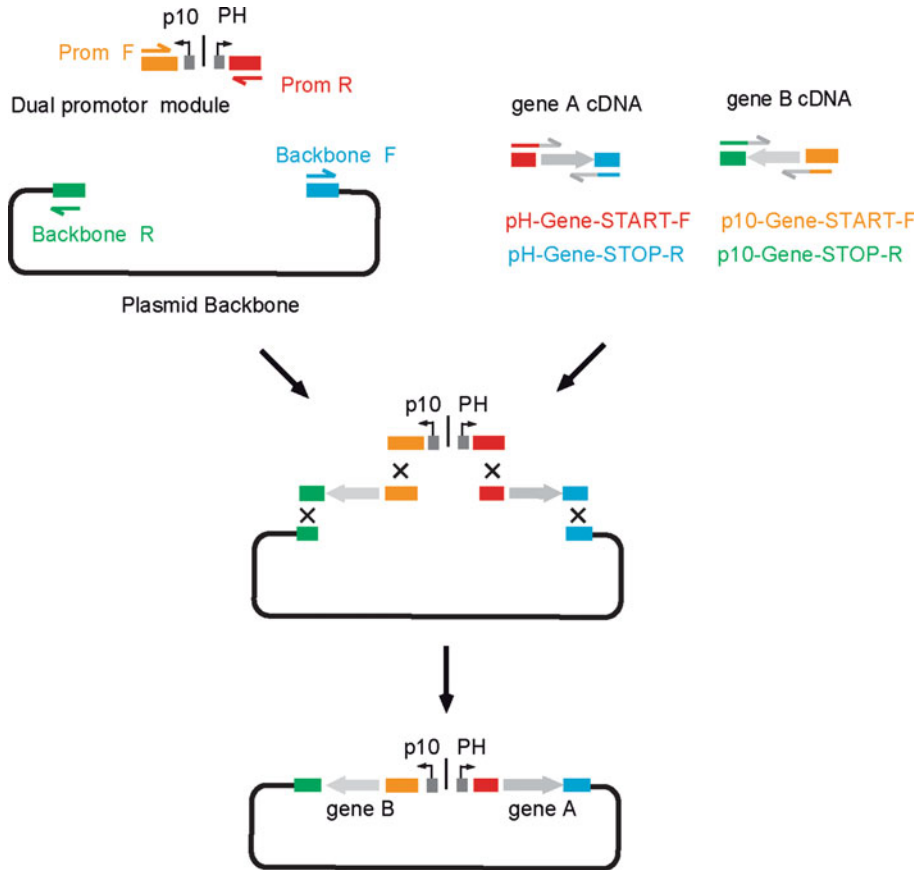 p10 PH
Prom F
Prom R
Dual promotor module
Backbone F
Backbone R
Plasmid Backbone
gene A cDNA
gene B cDNA
pH-Gene-START-F
pH-Gene-STOP-R
p10-Gene-START-F
p10-Gene-STOP-R
p10 PH
p10 PH
gene B
gene A